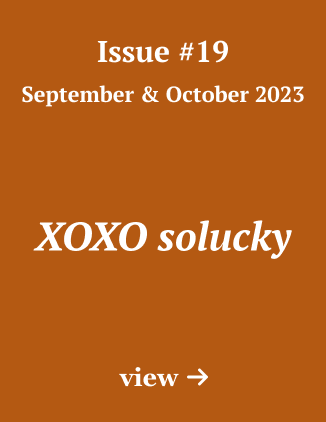 Issue #19
September & October 2023
XOXO solucky
view →